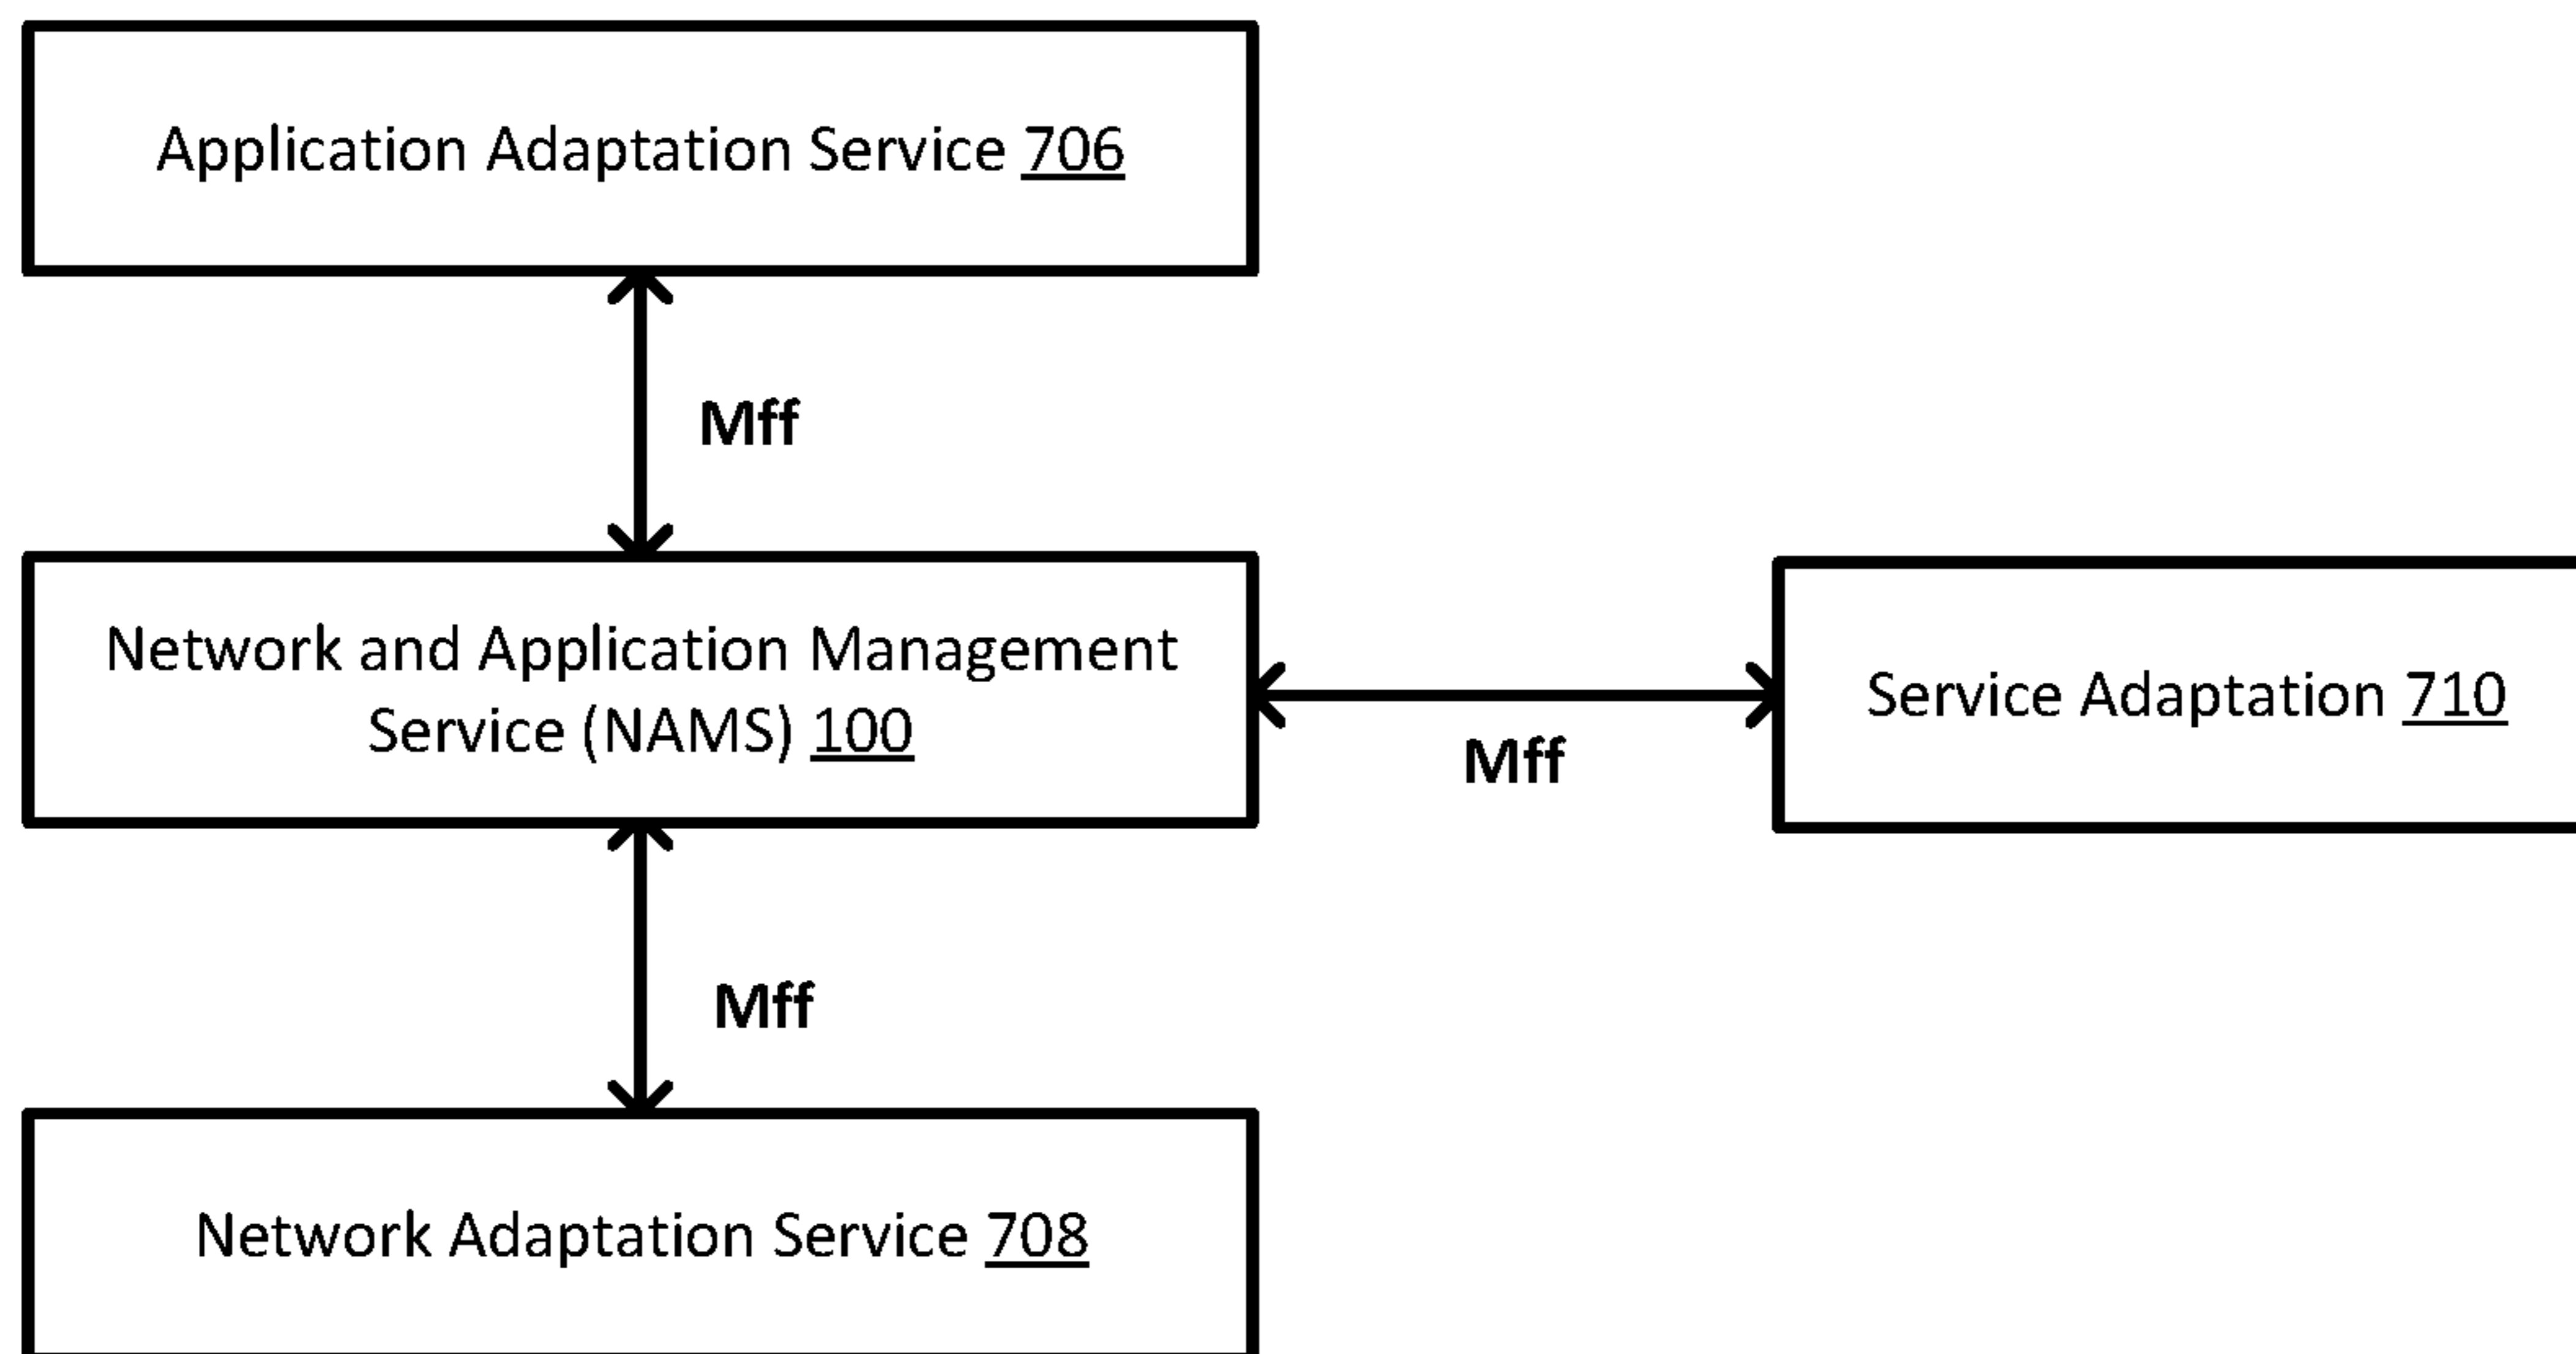 Application Adaptation Service 706
Mff
Network and Application Management
Service (NAMS) 100
Mff
Service Adaptation 710
Mff
Network Adaptation Service 708